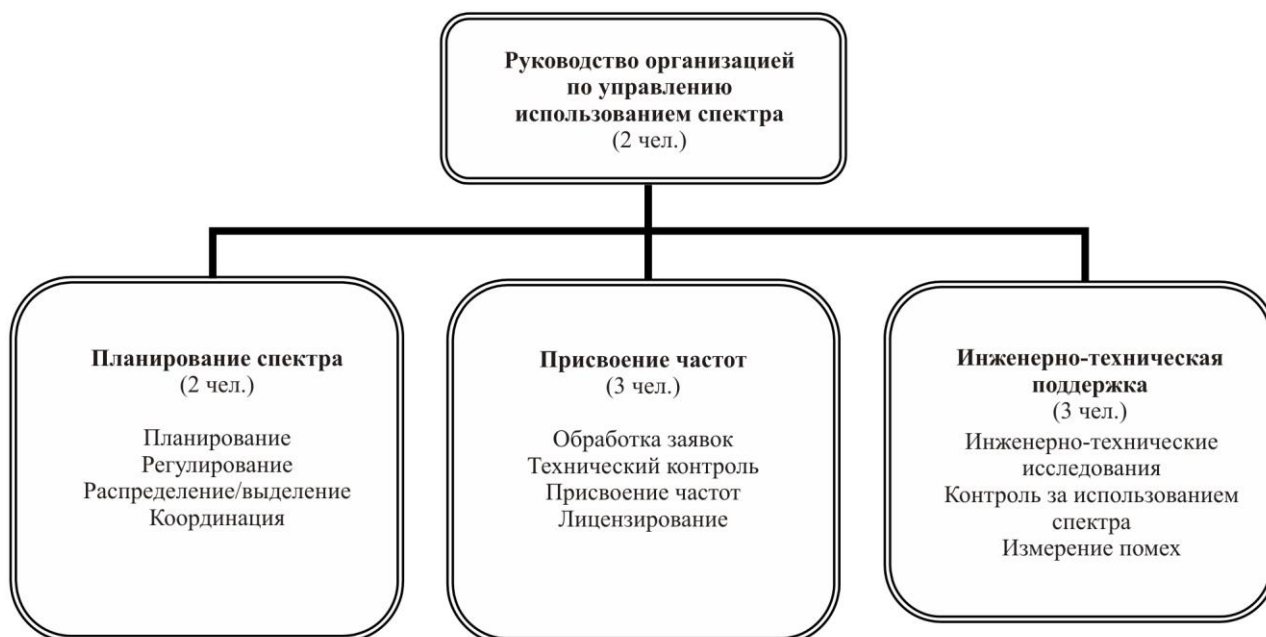 Руководство организацией
по управлению
использованием спектра
(2 чел.)
Планирование спектра
(2 чел.)
Планирование
Регулирование
Распределение/выделение
Координация
Присвоение частот
(3 чел.)
Обработка заявок
Технический контроль
Присвоение частот
Лицензирование
Инженерно-техническая
поддержка
(3 чел.)
Инженерно-технические
исследования
Контроль за использованием
спектра
Измерение помех